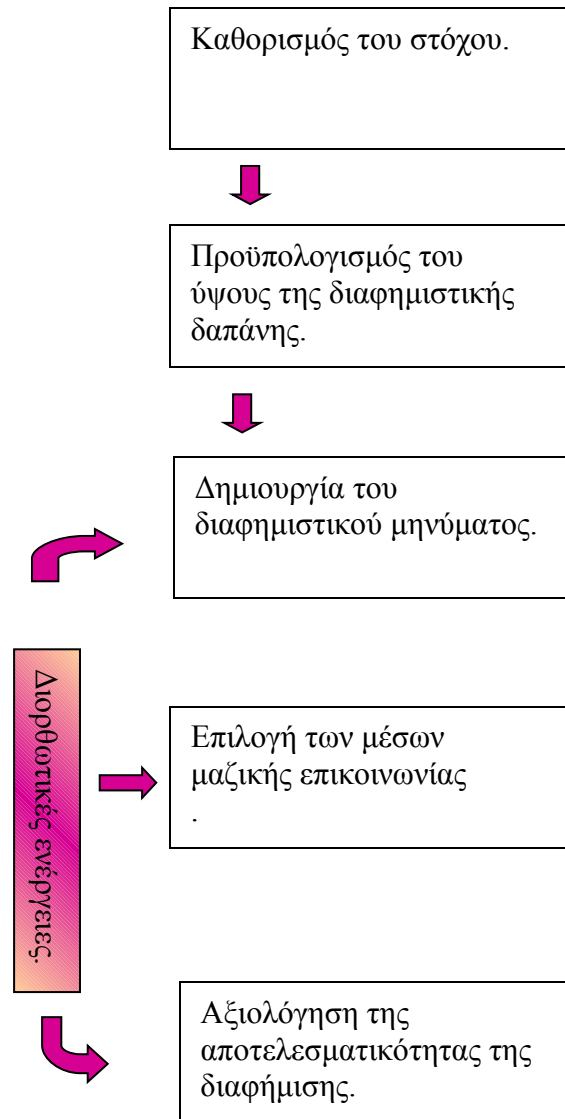 Καθορισμός του στόχου.
Προϋπολογισμός του
ύψους της διαφημιστικής
δαπάνης.
Δημιουργία του
διαφημιστικού μηνύματος.
Διορθωτικές ενέργειες.
Επιλογή των μέσων
μαζικής επικοινωνίας
.
Αξιολόγηση της
αποτελεσματικότητας της
διαφήμισης.